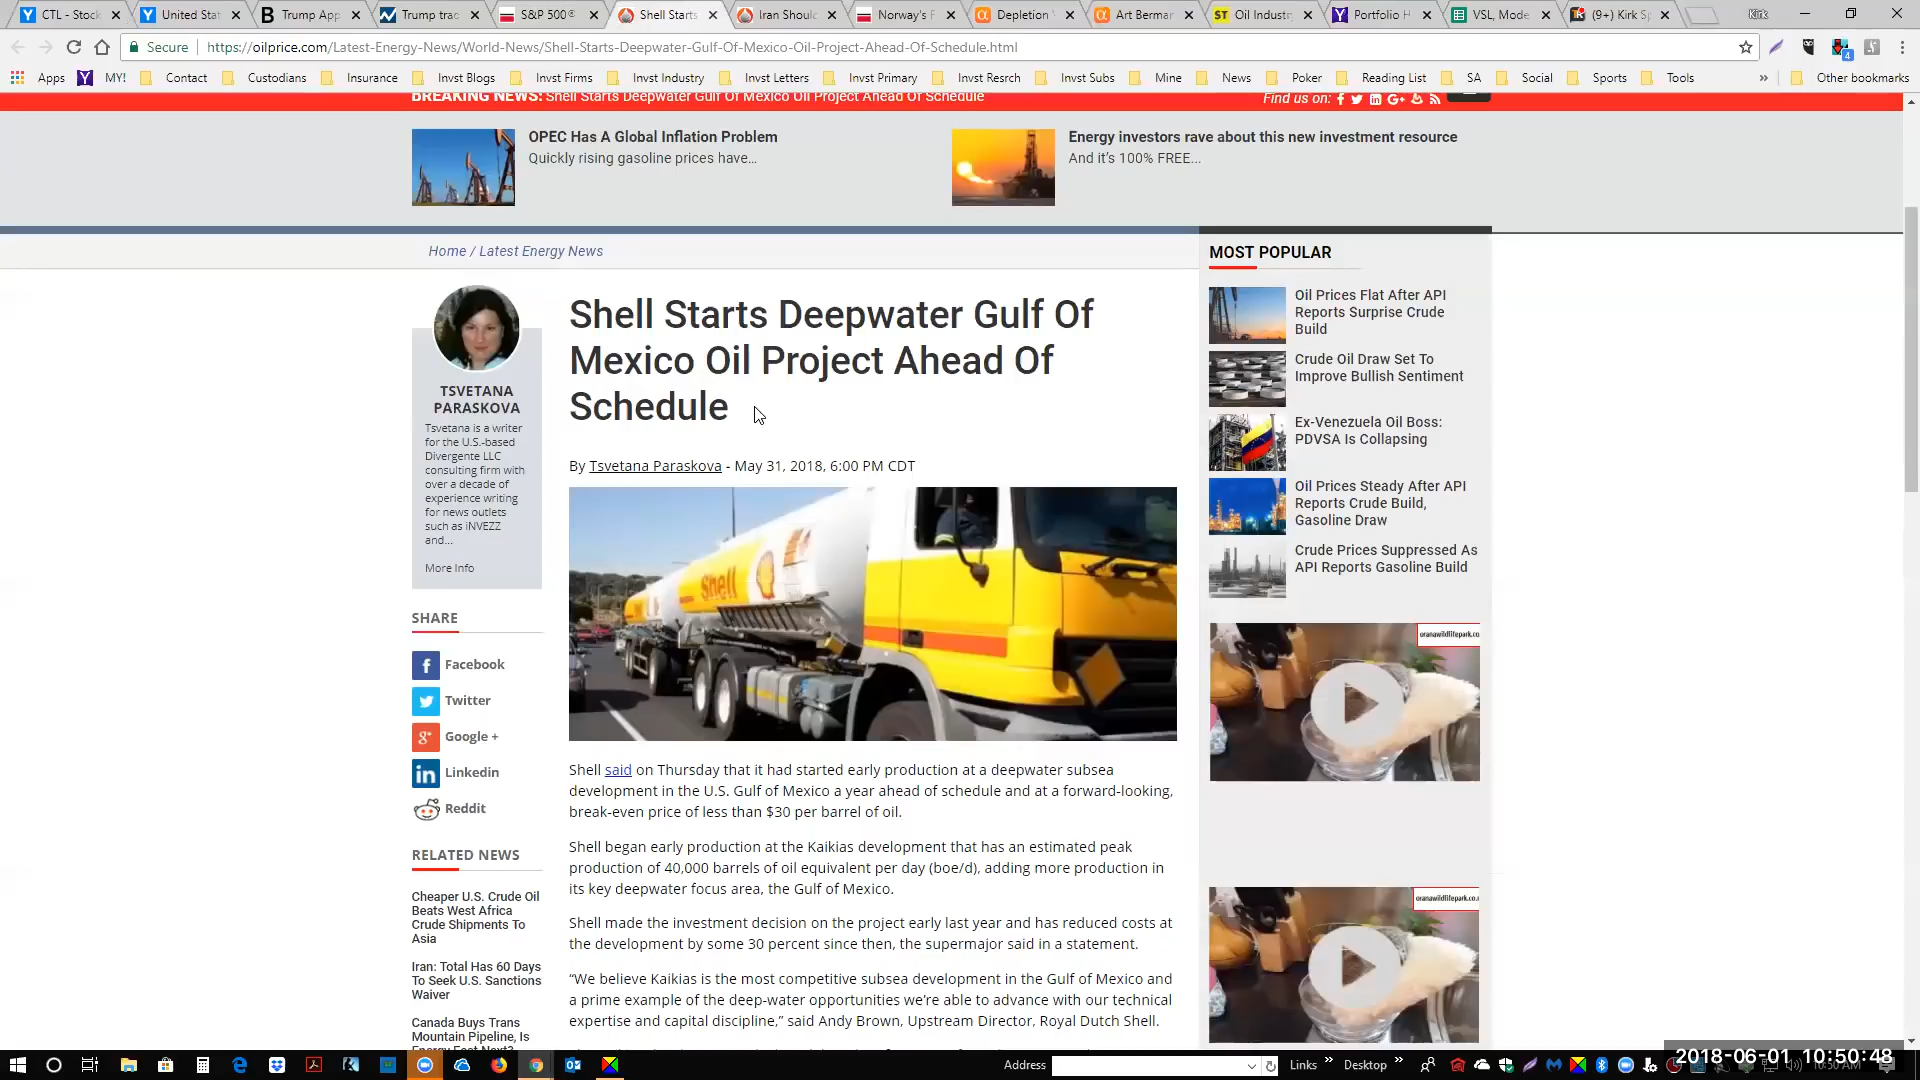 CTL - Stock
United Stat
Trump App
Trump trac
S&P 500®
Shell Starts
Iran Shoul
Norway's F
Depletion
Art Bermar
Oil Industr
Portfolio H
VSL, Mode
(9+) Kirk Sp
Kirk
Secure https://oilprice.com/Latest-Energy-News/World-News/Shell-Starts-Deepwater-Gulf-Of-Mexico-Oil-Project-Ahead-Of-Schedule.html
Apps MY! Contact Custodians Insurance Invst Blogs Invst Firms Invst Industry Invst Letters Invst Primary Invst Resrch Invst Subs Mine News Poker Reading List SA Social Sports Tools » Other bookmarks
BREAKING NEWS: Shell Starts Deepwater Gulf Of Mexico Oil Project Ahead Of Schedule
Find us on:
OPEC Has A Global Inflation Problem
Quickly rising gasoline prices have...
Energy investors rave about this new investment resource
And it's 100% FREE...
Home / Latest Energy News
TSVETANA
PARASKOVA
Tsvetana is a writer
for the U.S.-based
Divergente LLC
consulting firm with
over a decade of
experience writing
for news outlets
such as iNVEZZ
and...
More Info
SHARE
Facebook
Twitter
Google +
Linkedin
Reddit
RELATED NEWS
Cheaper U.S. Crude Oil
Beats West Africa
Crude Shipments To
Asia
Iran: Total Has 60 Days
To Seek U.S. Sanctions
Waiver
Canada Buys Trans
Mountain Pipeline, Is
Shell Starts Deepwater Gulf Of
Mexico Oil Project Ahead Of
Schedule
By Tsvetana Paraskova - May 31, 2018, 6:00 PM CDT
Shell
Shell said on Thursday that it had started early production at a deepwater subsea
development in the U.S. Gulf of Mexico a year ahead of schedule and at a forward-looking,
break-even price of less than $30 per barrel of oil.
Shell began early production at the Kaikias development that has an estimated peak
production of 40,000 barrels of oil equivalent per day (boe/d), adding more production in
its key deepwater focus area, the Gulf of Mexico.
Shell made the investment decision on the project early last year and has reduced costs at
the development by some 30 percent since then, the supermajor said in a statement.
“We believe Kaikias is the most competitive subsea development in the Gulf of Mexico and
a prime example of the deep-water opportunities we’re able to advance with our technical
expertise and capital discipline,” said Andy Brown, Upstream Director, Royal Dutch Shell.
MOST POPULAR
Oil Prices Flat After API
Reports Surprise Crude
Build
Crude Oil Draw Set To
Improve Bullish Sentiment
Ex-Venezuela Oil Boss:
PDVSA Is Collapsing
Oil Prices Steady After API
Reports Crude Build,
Gasoline Draw
Crude Prices Suppressed As
API Reports Gasoline Build
oranawildlifepark.co.
oranawildlifepark.co.
Address Links » Desktop »
2018-06-01 10:50:48